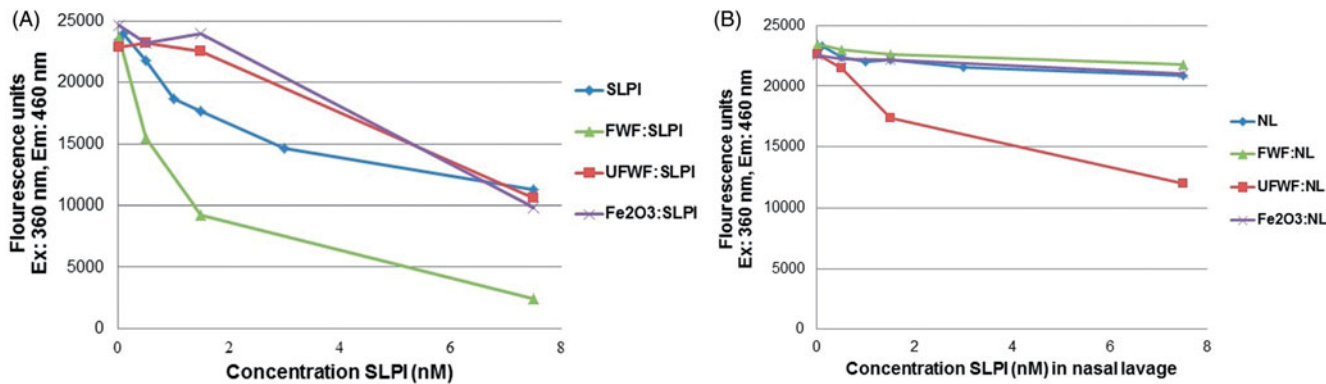 (A)
Flourescence units
Ex: 360 nm, Em: 460 nm
25000
20000
15000
10000
5000
0
0 2 4 6 8
Concentration SLPI (nM)
SLPI
FWF:SLPI
UFWF:SLPI
Fe2O3:SLPI
(B)
Flourescence units
Ex: 360 nm, Em: 460 nm
25000
20000
15000
10000
5000
0
0 2 4 6 8
Concentration SLPI (nM) in nasal lavage
NL
FWF:NL
UFWF:NL
Fe2O3:NL